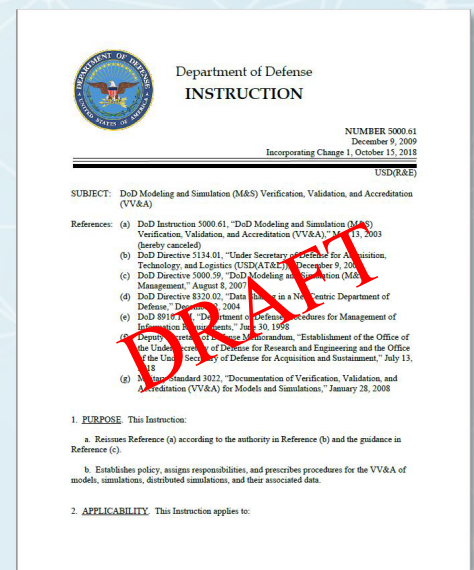 DEPARTMENT OF DEFENSE
UNITED STATES OF AMERICA
Department of Defense
INSTRUCTION
NUMBER 5000.61
December 9, 2009
Incorporating Change 1, October 15, 2018
USD(R&E)
SUBJECT: DoD Modeling and Simulation (M&S) Verification, Validation, and Accreditation
(VV&A)
References: (a) DoD Instruction 5000.61, “DoD Modeling and Simulation (M&S)
Verification, Validation, and Accreditation (VV&A),” May 13, 2003
(hereby canceled)
(b) DoD Directive 5134.01, “Under Secretary of Defense for Acquisition,
Technology, and Logistics (USD(AT&L)),” December 9, 2005
(c) DoD Directive 5000.59, “DoD Modeling and Simulation (M&S)
Management,” August 8, 2007
(d) DoD Directive 8320.02, “Data Sharing in a Net-Centric Department of
Defense,” December 2, 2004
(e) DoD “Department of Defense Procedures for Management of
Information Requirements,” June 30, 1998
(f) Deputy Secretary of Defense Memorandum, “Establishment of the Office of
the Under Secretary of Defense for Research and Engineering and the Office
of the Under Secretary of Defense for Acquisition and Sustainment,” July 13,
2018
(g) Military Standard 3022, “Documentation of Verification, Validation, and
Accreditation (VV&A) for Models and Simulations,” January 28, 2008
DRAFT
1. PURPOSE. This Instruction:
a. Reissues Reference (a) according to the authority in Reference (b) and the guidance in
Reference (c).
b. Establishes policy, assigns responsibilities, and prescribes procedures for the VV&A of
models, simulations, distributed simulations, and their associated data.
2. APPLICABILITY. This Instruction applies to: